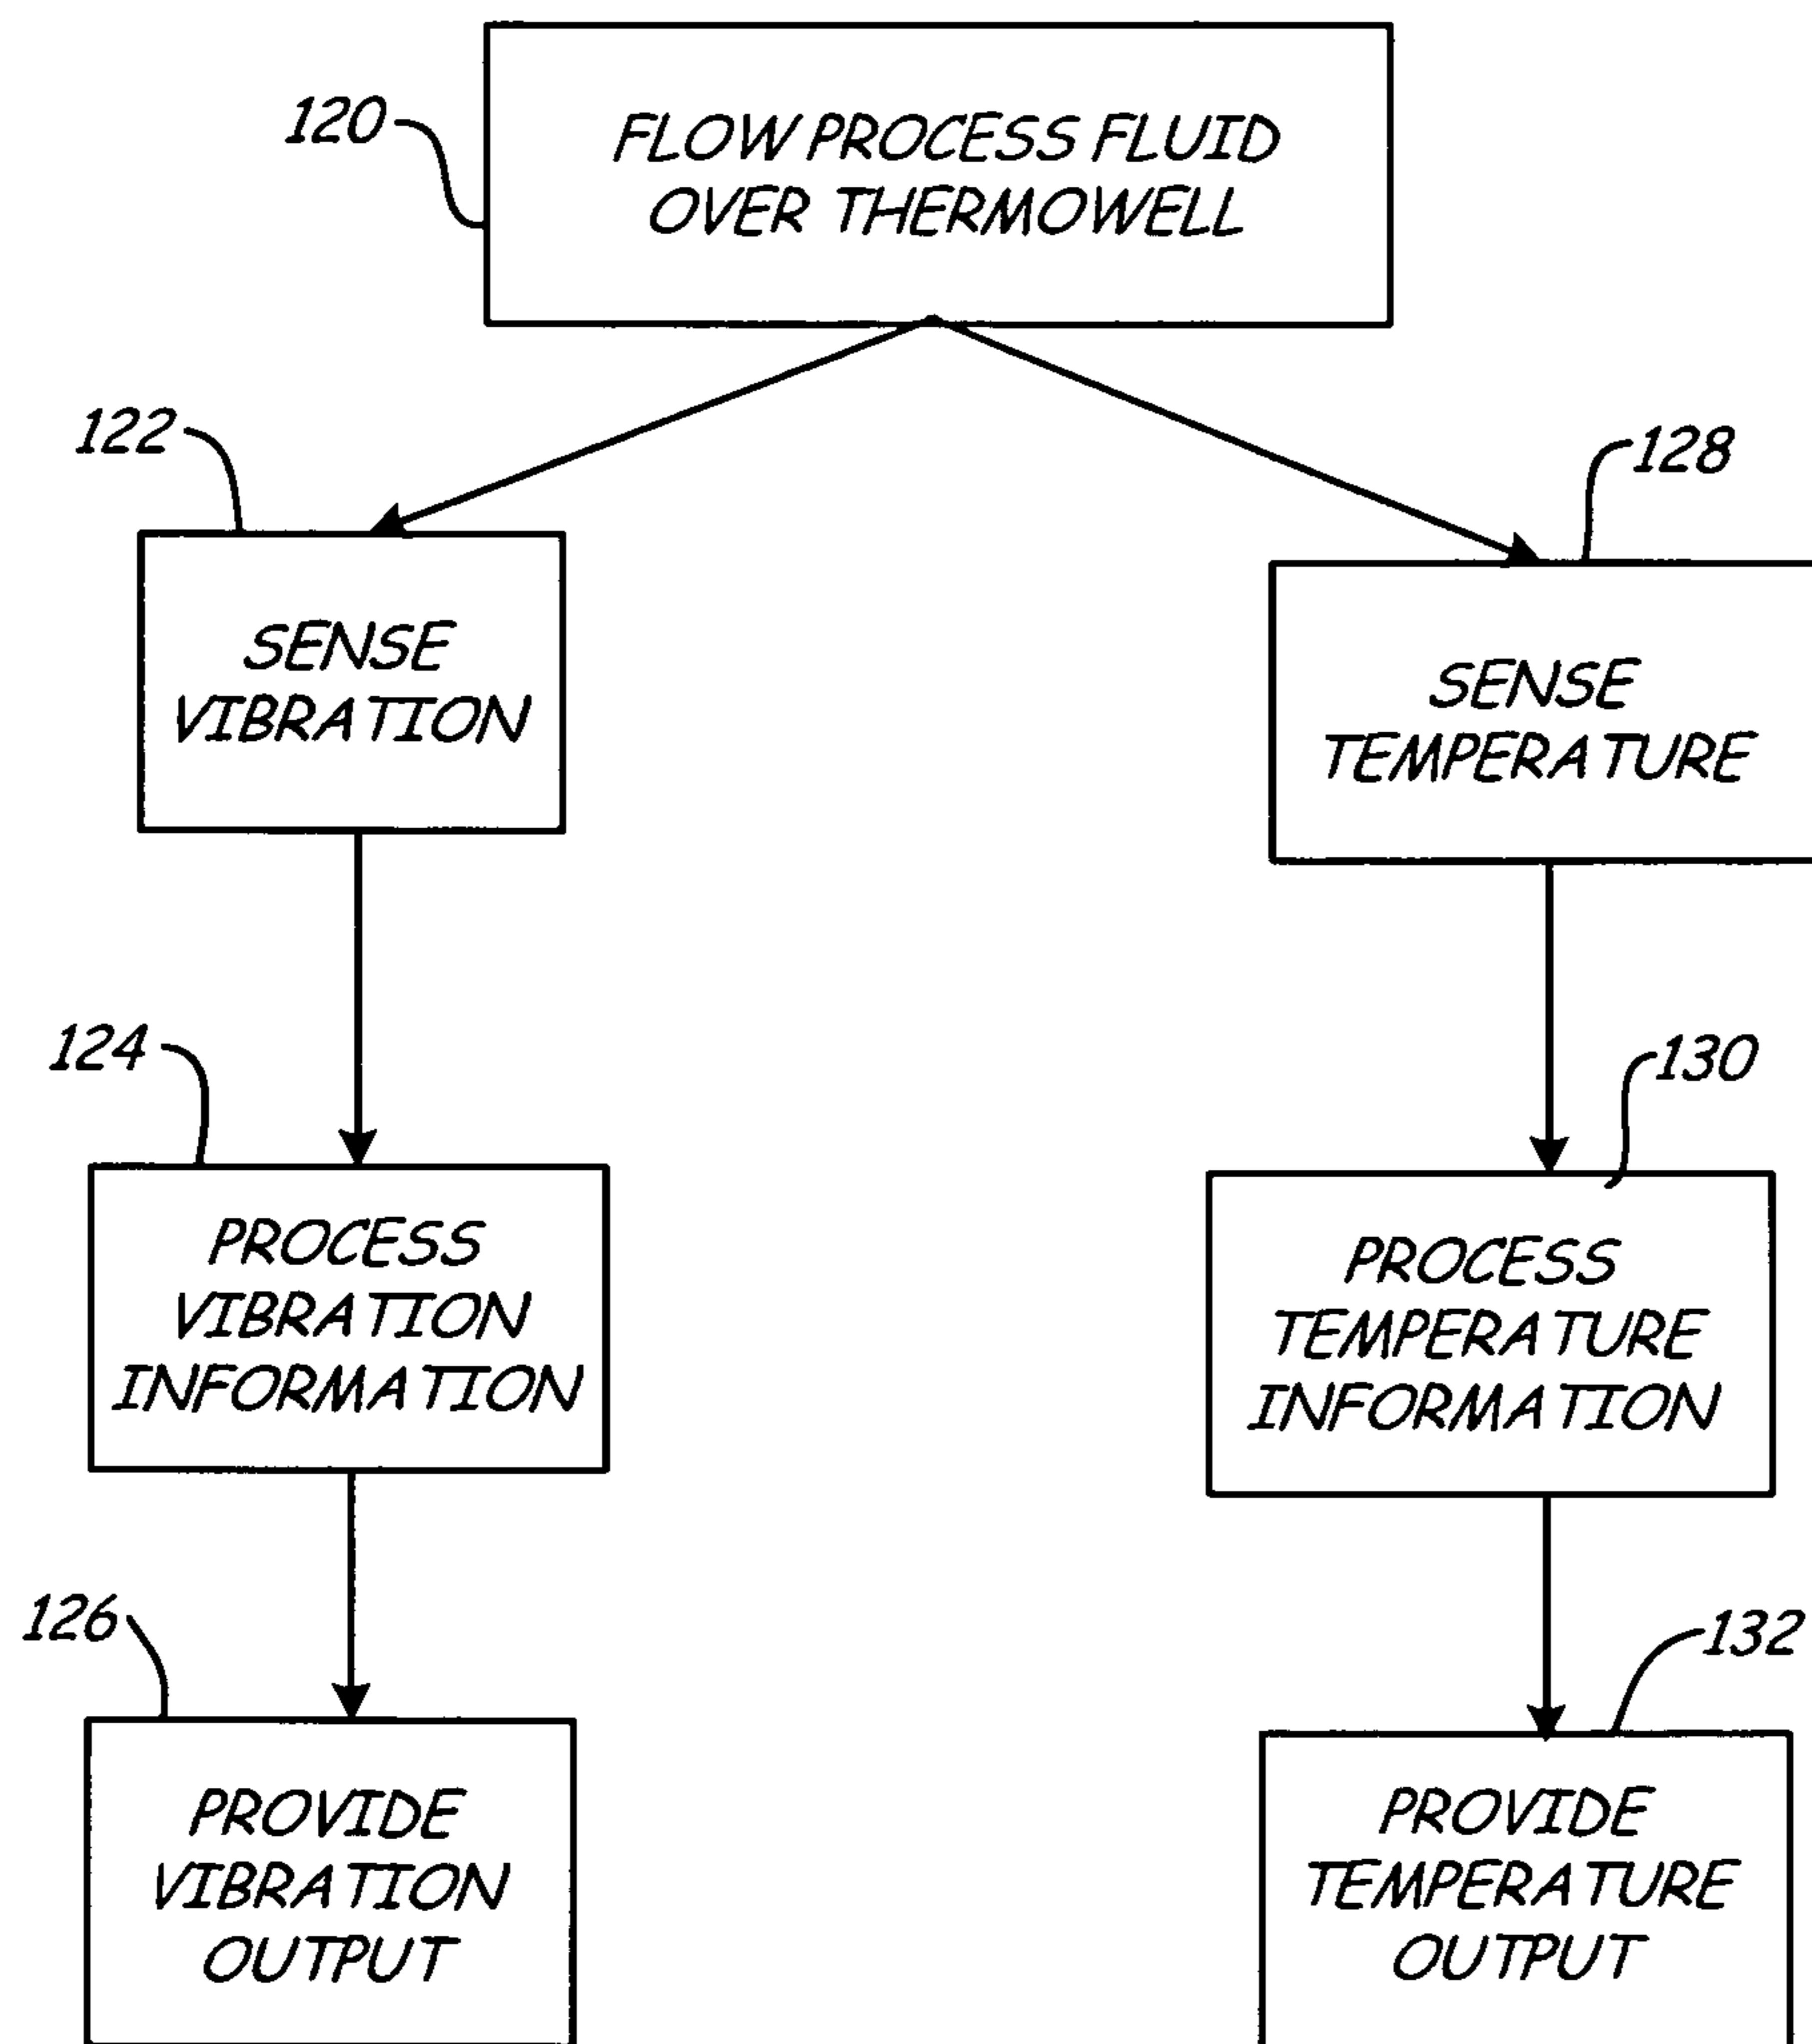 120
FLOW PROCESS FLUID
OVER THERMOWELL
122
SENSE
VIBRATION
124
PROCESS
VIBRATION
INFORMATION
126
PROVIDE
VIBRATION
OUTPUT
128
SENSE
TEMPERATURE
130
PROCESS
TEMPERATURE
INFORMATION
132
PROVIDE
TEMPERATURE
OUTPUT